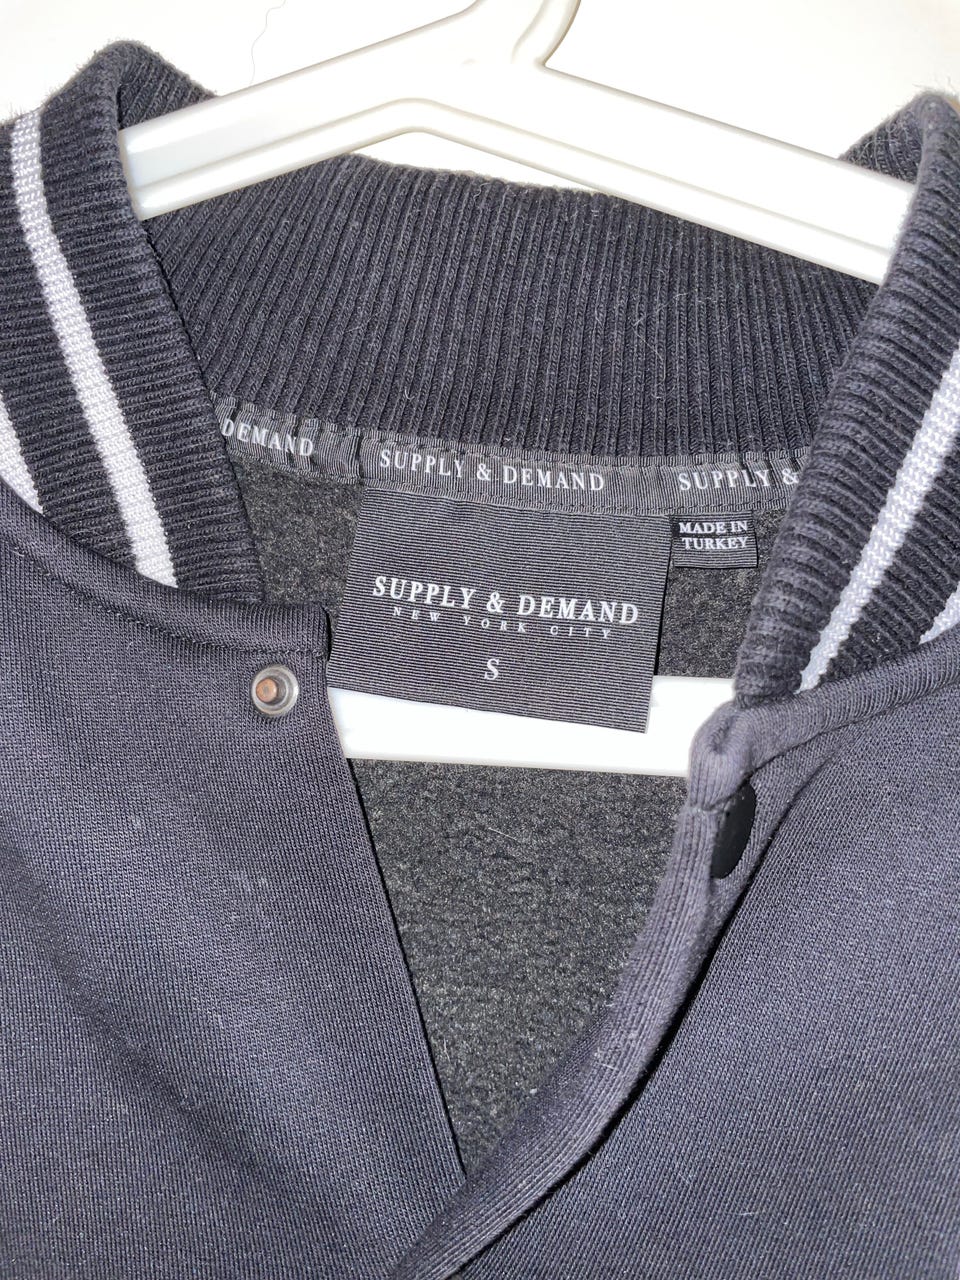 DEMAND
SUPPLY & DEMAND
SUPPLY &
MADE IN
TURKEY
SUPPLY & DEMAND
NEW YORK CITY
S